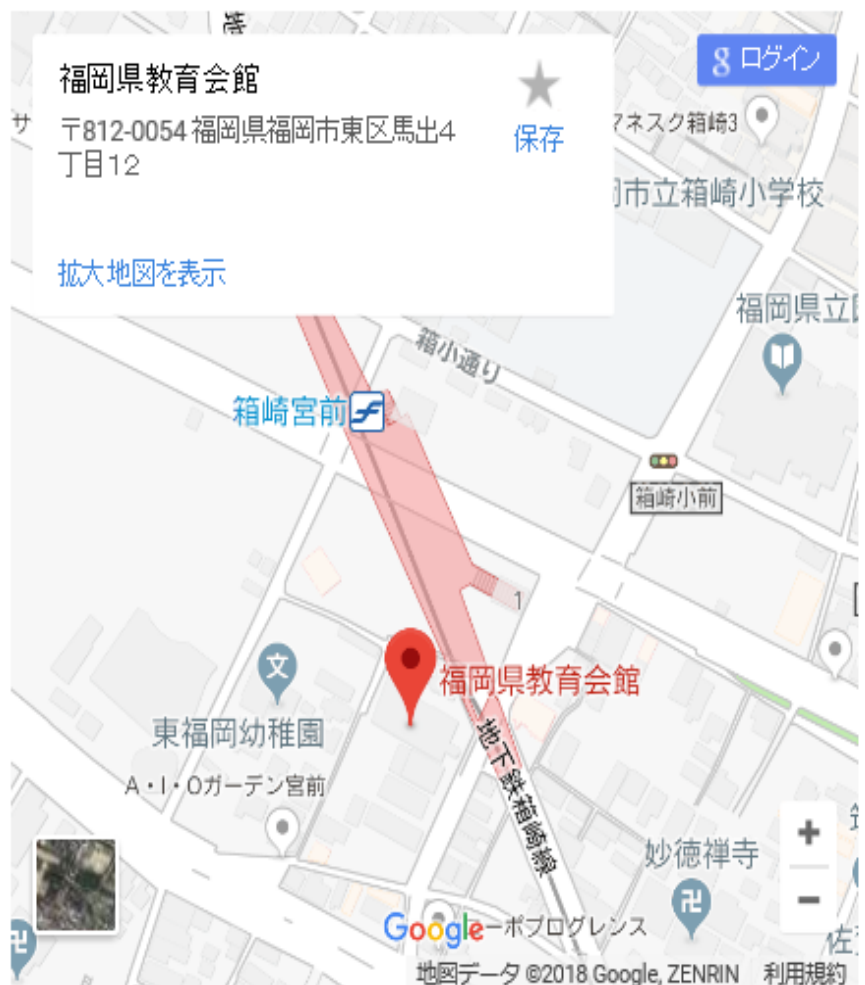 福岡県教育会館
〒812-0054 福岡県福岡市東区馬出4
丁目12
保存
拡大地図を表示
g ログイン
サ
マネスク箱崎3
市立箱崎小学校
福岡県立
箱小通り
箱崎宮前
箱崎小前
1
文
福岡県教育会館
東福岡幼稚園
A・I・Oガーデン宮前
地下鉄箱崎線
妙徳禅寺
卍
卍
+
−
Google
ーポプログレンス
地図データ ©2018 Google, ZENRIN 利用規約